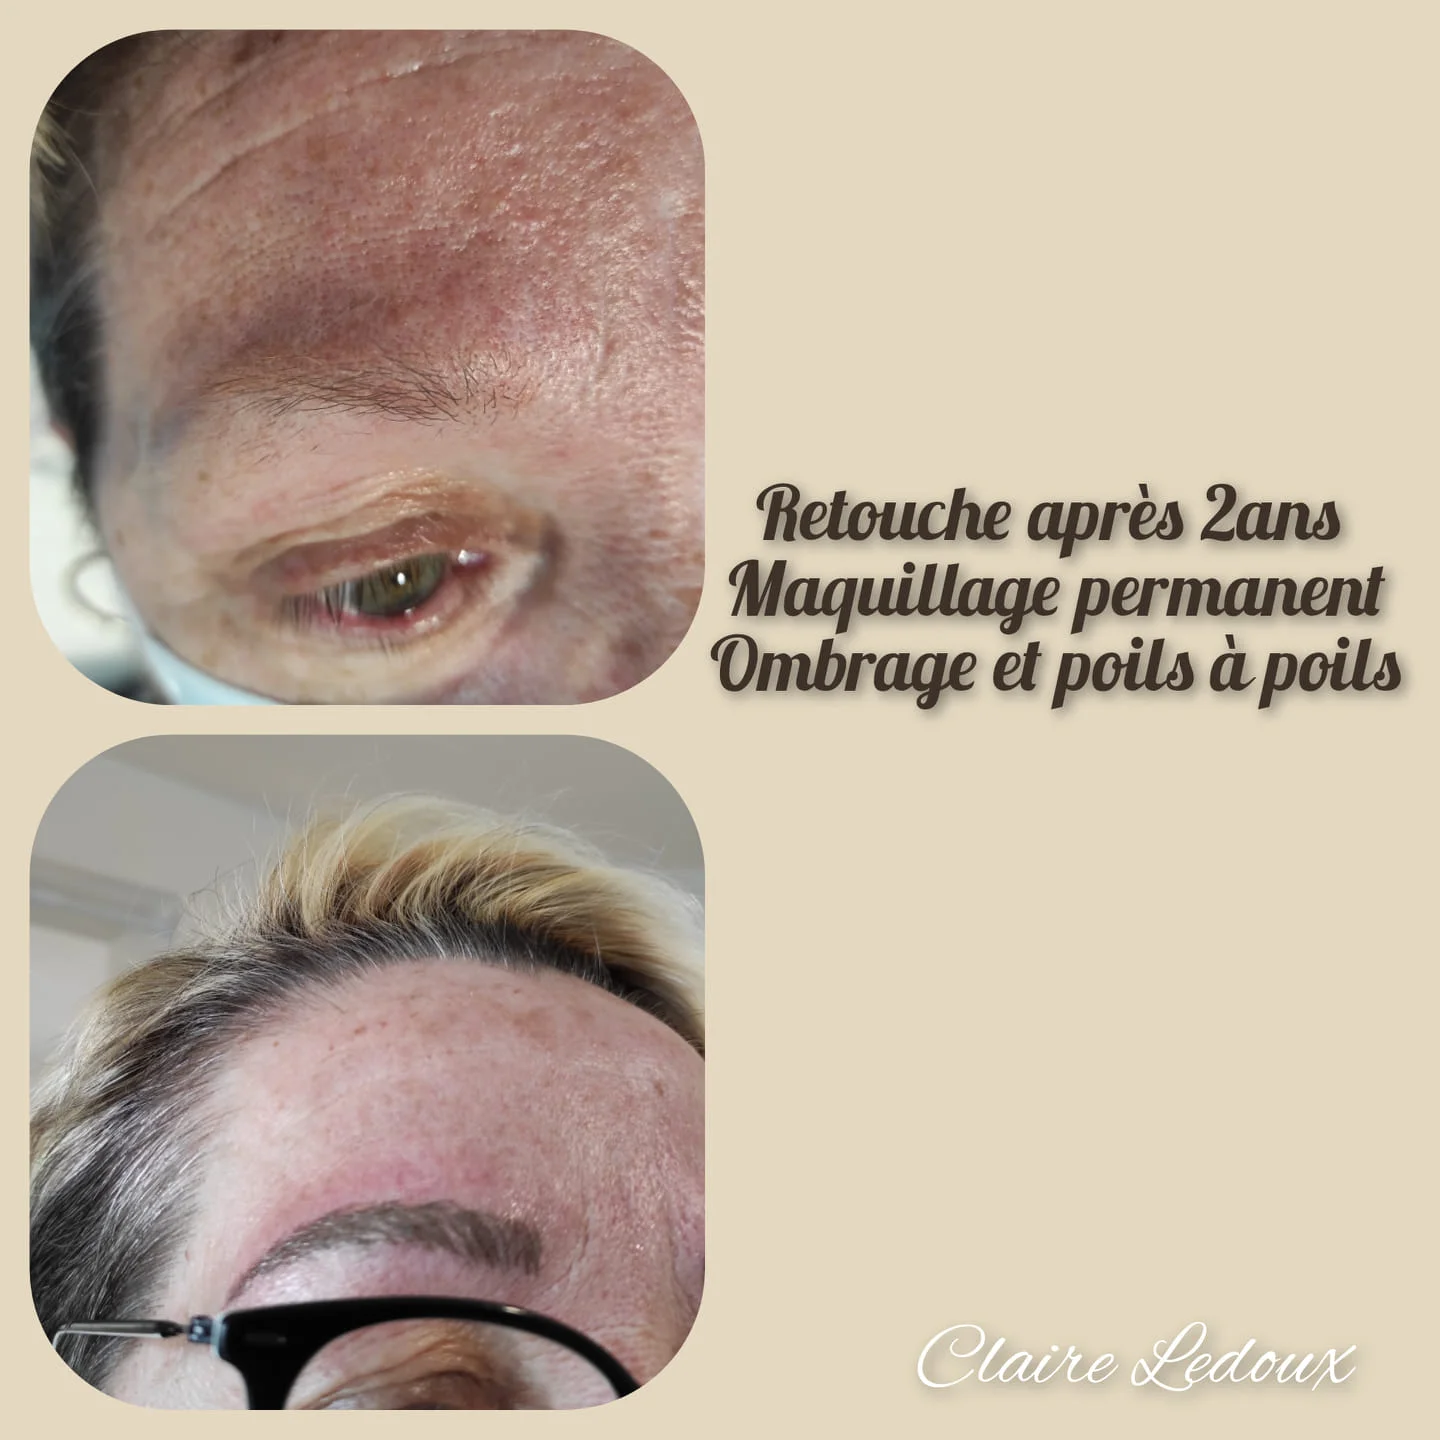 Retouche après 2ans
Maquillage permanent
Ombrage et poils à poils
Claire Ledoux